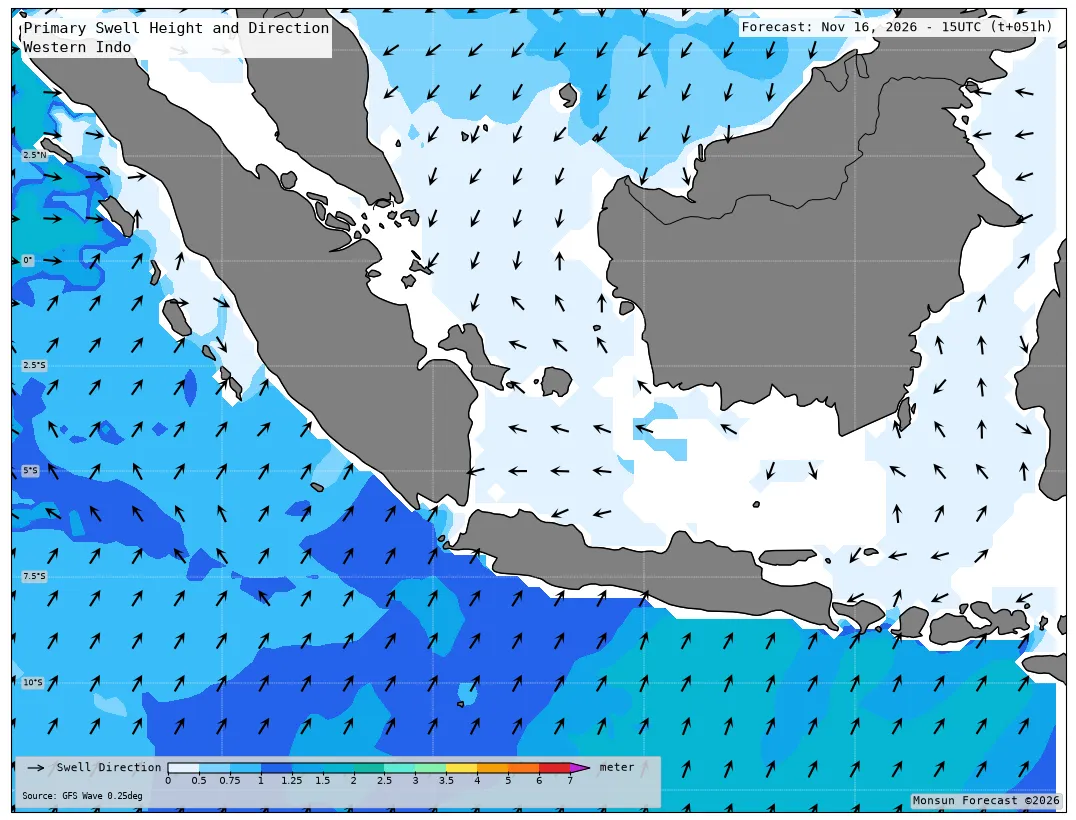 Primary Swell Height and Direction
Western Indo
Forecast: Nov 16, 2026 - 15UTC (t+051h)
2.5°N
0°
2.5°S
5°S
7.5°S
10°S
Swell Direction
meter
0 0.5 0.75 1 1.25 1.5 2 2.5 3 3.5 4 5 6 7
Source: GFS Wave 0.25deg
Monsun Forecast ©2026